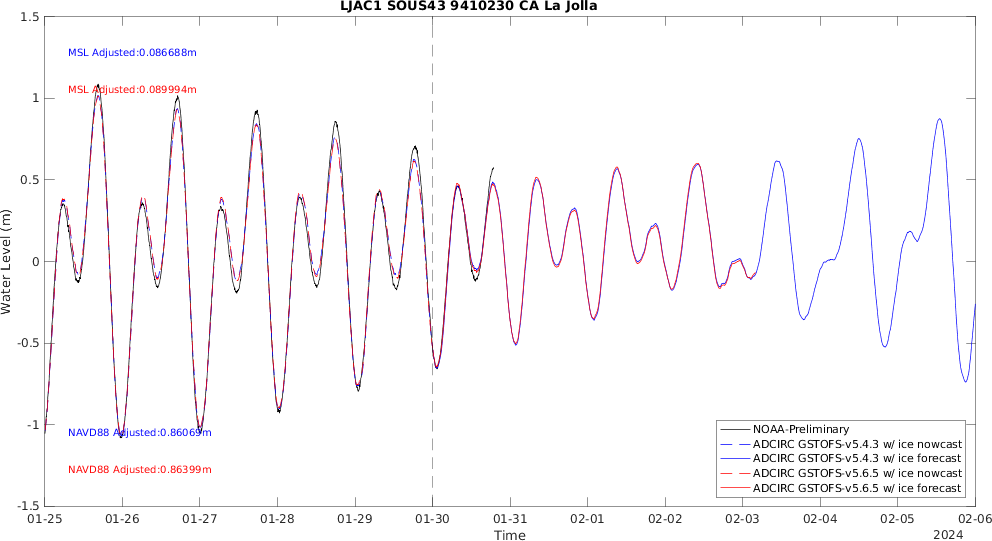 LJAC1 SOUS43 9410230 CA La Jolla
1.5
MSL Adjusted:0.086688m
MSL Adjusted:0.089994m
1
0.5
Water Level (m)
0
-0.5
-1
NAVD88 Adjusted:0.86069m
NAVD88 Adjusted:0.86399m
-1.5
NOAA-Preliminary
ADCIRC GSTOFS-v5.4.3 w/ ice nowcast
ADCIRC GSTOFS-v5.4.3 w/ ice forecast
ADCIRC GSTOFS-v5.6.5 w/ ice nowcast
ADCIRC GSTOFS-v5.6.5 w/ ice forecast
01-25 01-26 01-27 01-28 01-29 01-30 01-31 02-01 02-02 02-03 02-04 02-05 02-06
Time
2024